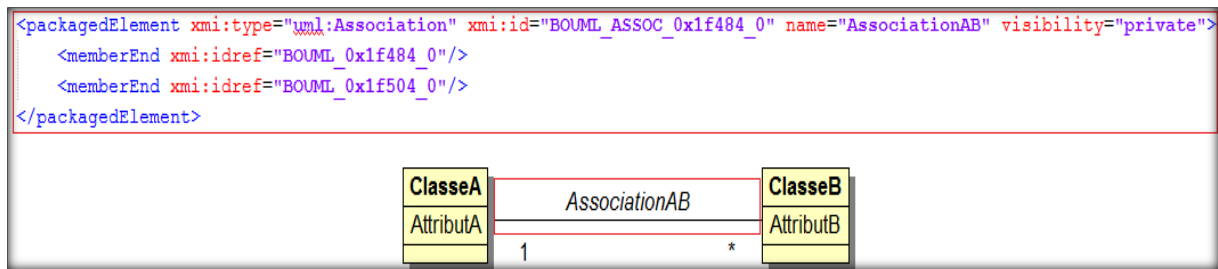 <packagedElement xmi:type="uml:Association" xmi:id="BOUML_ASSOC_0x1f484_0" name="AssociationAB" visibility="private">
<memberEnd xmi:idref="BOUML_0x1f484_0"/>
<memberEnd xmi:idref="BOUML_0x1f504_0"/>
</packagedElement>
ClasseA AssociationAB ClasseB
AttributA AttributB
1 *